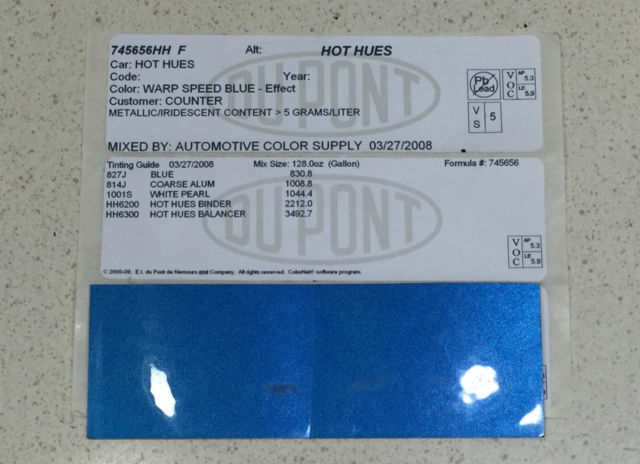 745656HH F Alt: HOT HUES
Car: HOT HUES
Code: Year:
Color: WARP SPEED BLUE - Effect
Customer: COUNTER
METALLIC/IRIDESCENT CONTENT > 5 GRAMS/LITER
MIXED BY: AUTOMOTIVE COLOR SUPPLY 03/27/2008
DUPONT
Pb
Lead
VOC AP 5.3
LE 5.9
VS 5
Tinting Guide 03/27/2008 Mix Size: 128.0oz (Gallon) Formula #: 745656
827J BLUE 830.8
814J COARSE ALUM 1008.8
1001S WHITE PEARL 1044.4
HH6200 HOT HUES BINDER 2212.0
HH6300 HOT HUES BALANCER 3492.7
DUPONT
VOC AP 5.3
LE 5.9
© 2000-08. E.I. du Pont de Nemours and Company. All rights reserved. ColorNet® software program.